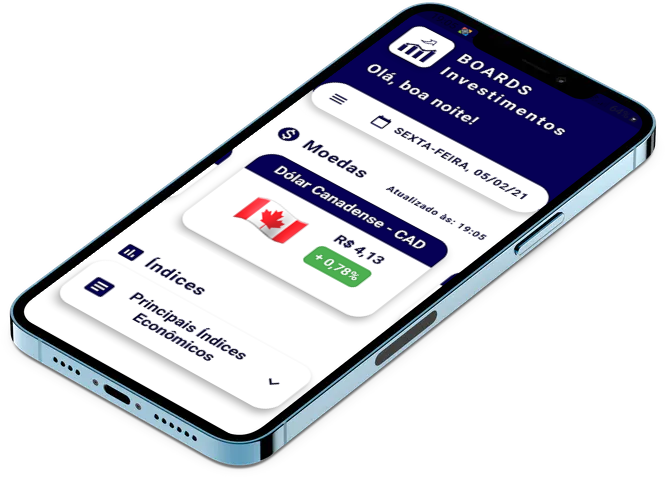 BOARDS
Investimentos
Olá, boa noite!
SEXTA-FEIRA, 05/02/21
Moedas
Atualizado às: 19:05
Dólar Canadense - CAD
R$ 4,13
+ 0,78%
Índices
Principais Índices
Econômicos